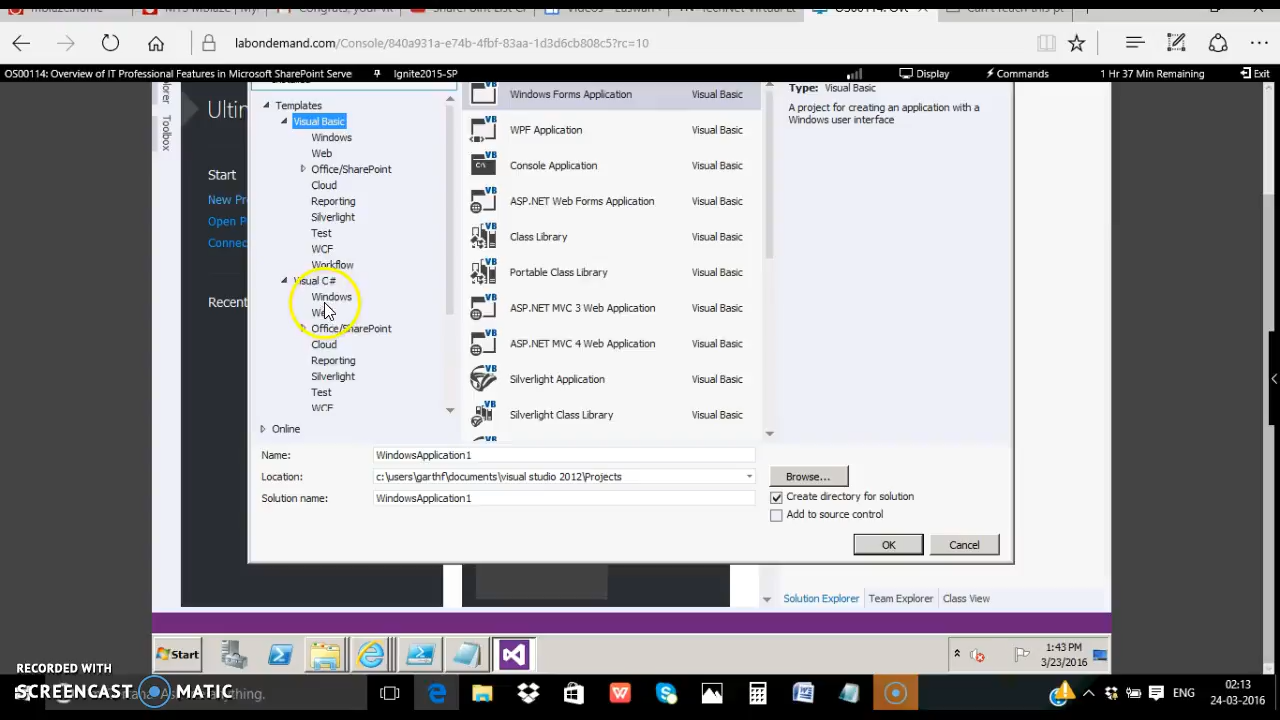 labondemand.com/Console/840a931a-e74b-4fbf-83aa-1d3d6cb808c5?rc=10
OS00114: Overview of IT Professional Features in Microsoft SharePoint Serve
Ignite2015-SP
Display
Commands
1 Hr 37 Min Remaining
Exit
Toolbox
Start
Open P
Connec
Recent
Templates
Visual Basic
Windows
Web
Office/SharePoint
Cloud
Reporting
Silverlight
Test
WCF
Workflow
Visual C#
Windows
Office/SharePoint
Cloud
Reporting
Silverlight
Test
WCF
Online
Windows Forms Application Visual Basic
WPF Application Visual Basic
Console Application Visual Basic
ASP.NET Web Forms Application Visual Basic
Class Library Visual Basic
Portable Class Library Visual Basic
ASP.NET MVC 3 Web Application Visual Basic
ASP.NET MVC 4 Web Application Visual Basic
Silverlight Application Visual Basic
Silverlight Class Library Visual Basic
Type: Visual Basic
A project for creating an application with a
Windows user interface
Name: WindowsApplication1
Location: c:\users\garthf\documents\visual studio 2012\Projects
Browse...
Solution name: WindowsApplication1
Create directory for solution
Add to source control
OK
Cancel
Solution Explorer
Team Explorer
Class View
Start
1:43 PM
3/23/2016
RECORDED WITH
SCREENCAST MATIC
ENG
02:13
24-03-2016